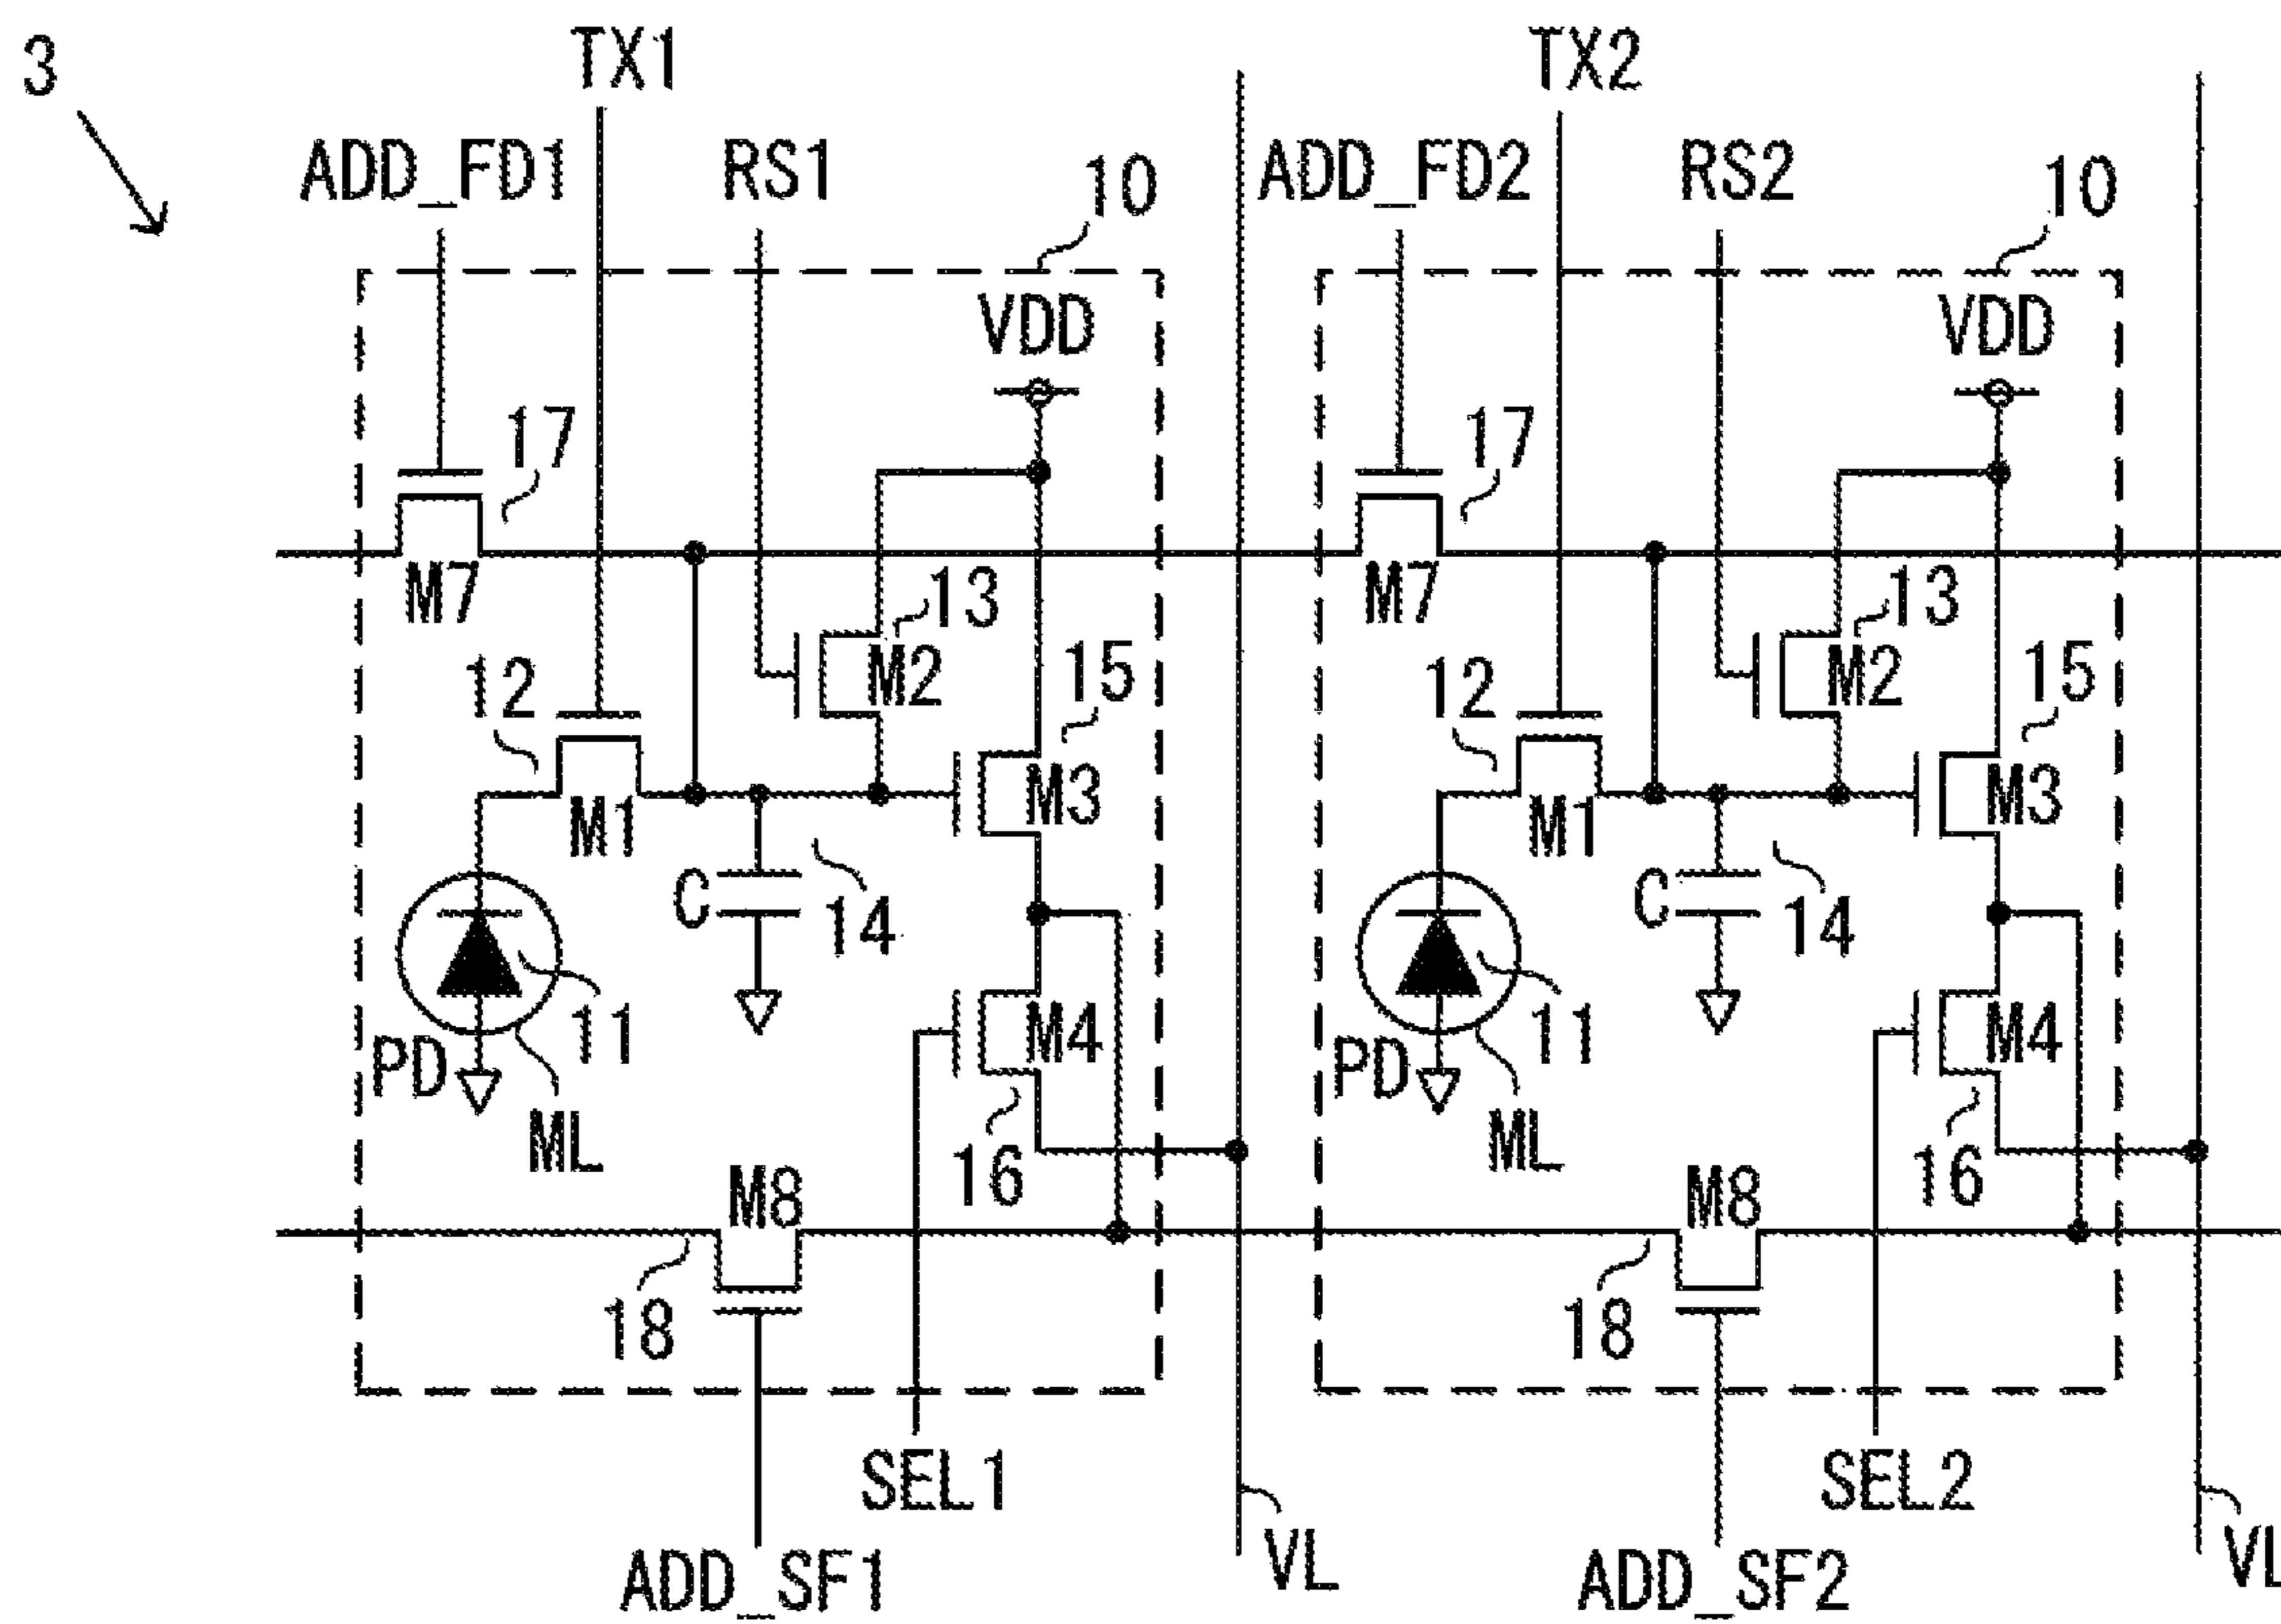 3
TX1
TX2
ADD_FD1
RS1
10
ADD_FD2
RS2
10
VDD
VDD
17
17
M7
13
M7
13
12
M2
15
12
M2
15
M1
M3
M1
M3
C
14
C
14
PD
11
M4
PD
11
M4
ML
16
ML
16
M8
M8
18
18
SEL1
SEL2
ADD_SF1
VL
ADD_SF2
VL